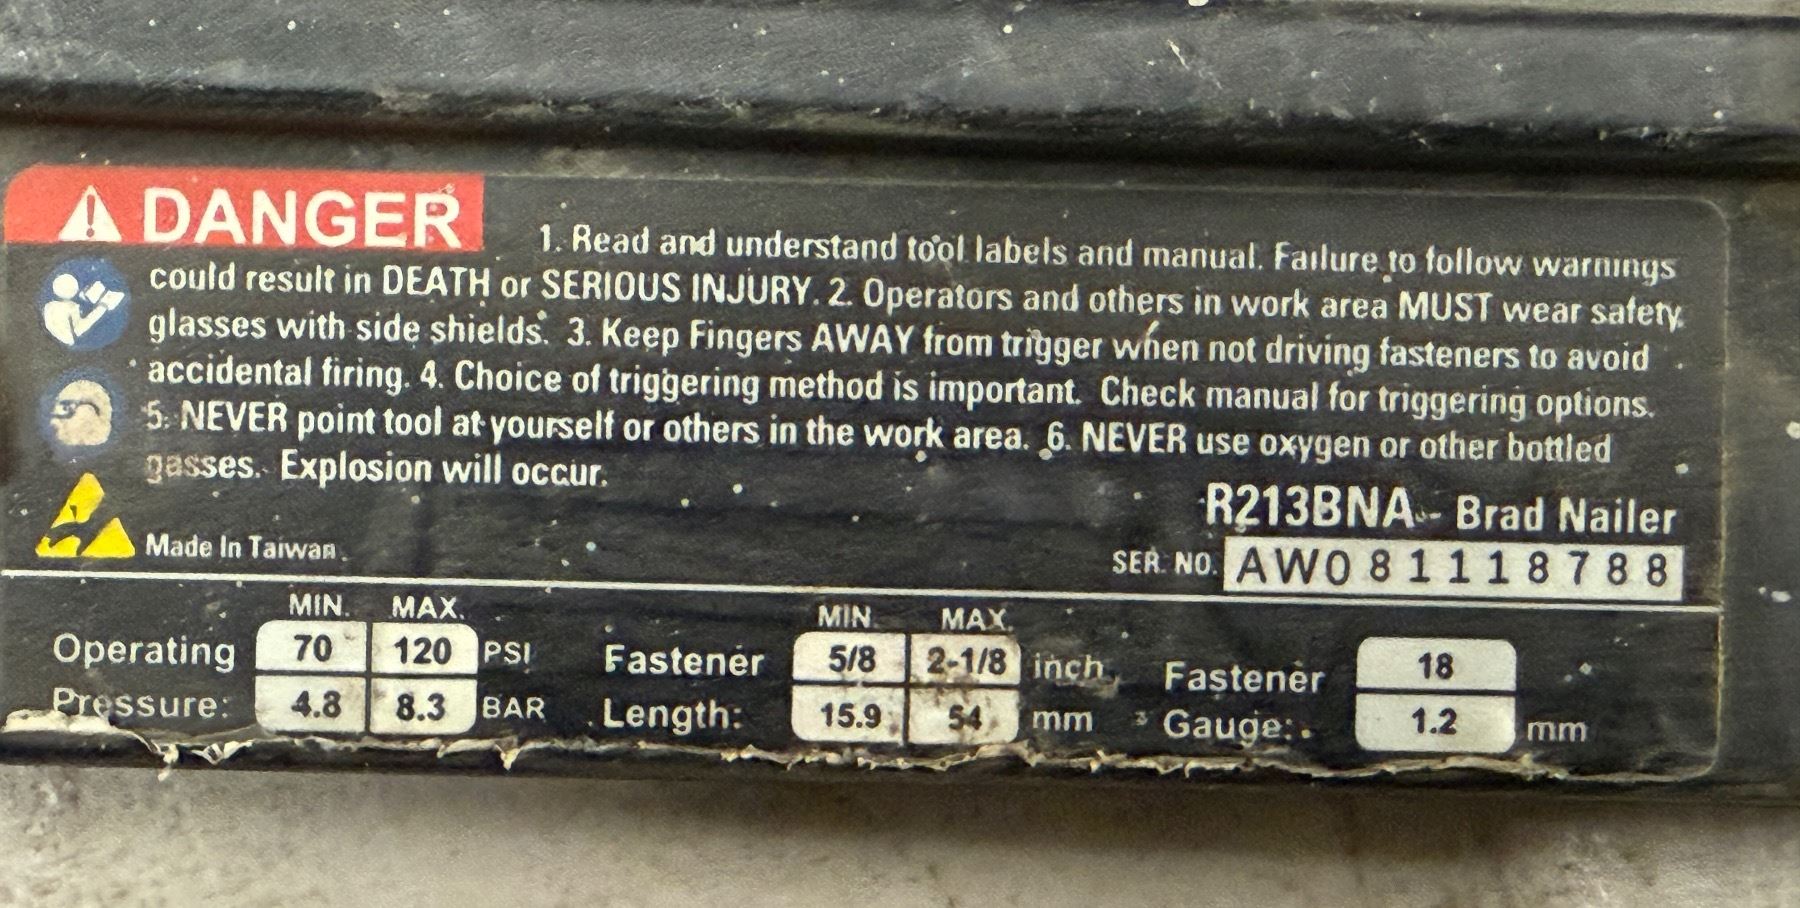 DANGER
1. Read and understand tool labels and manual. Failure to follow warnings
could result in DEATH or SERIOUS INJURY. 2. Operators and others in work area MUST wear safety
glasses with side shields. 3. Keep Fingers AWAY from trigger when not driving fasteners to avoid
accidental firing. 4. Choice of triggering method is important. Check manual for triggering options.
5. NEVER point tool at yourself or others in the work area. 6. NEVER use oxygen or other bottled
gasses. Explosion will occur.
R213BNA - Brad Nailer
Made In Taiwan
SER. NO. AW081118788
MIN. MAX. MIN. MAX.
Operating 70 120 PSI Fastener 5/8 2-1/8 inch Fastener 18
Pressure: 4.8 8.3 BAR Length: 15.9 54 mm Gauge: 1.2 mm